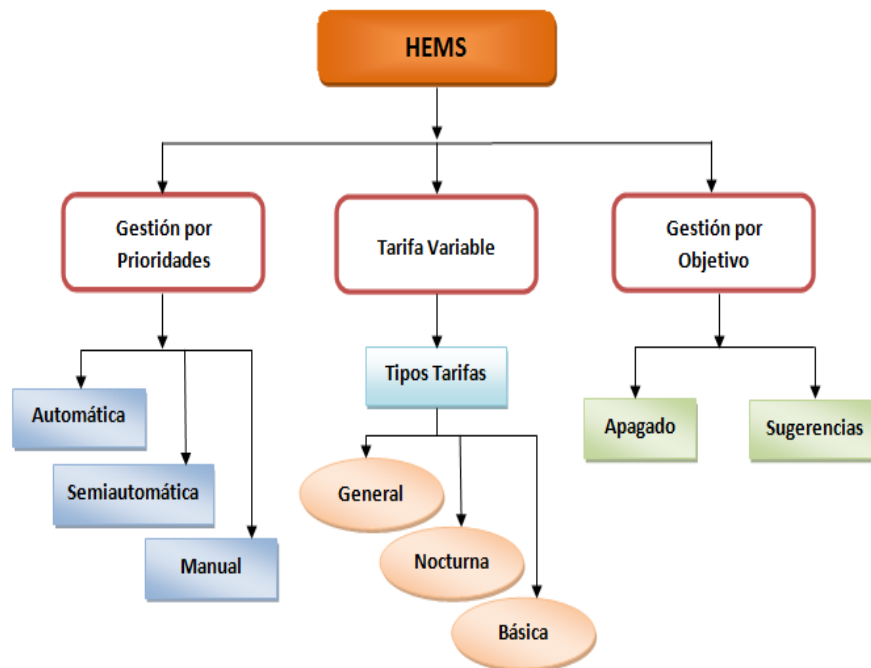 HEMS
Gestión por
Prioridades
Tarifa Variable
Gestión por
Objetivo
Automática
Semiautomática
Manual
Tipos Tarifas
General
Nocturna
Básica
Apagado
Sugerencias